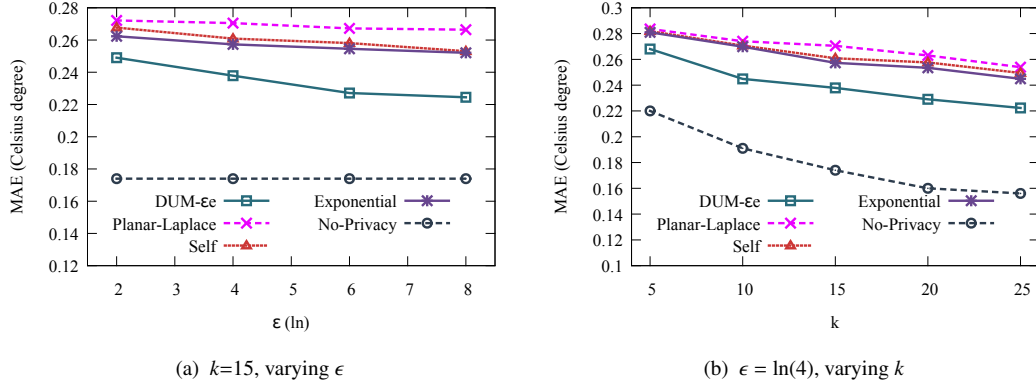 0.28
0.26
0.24
0.22
0.2
0.18
0.16
0.14
0.12
MAE (Celsius degree)
DUM-εe
Planar-Laplace
Self
Exponential
No-Privacy
2 3 4 5 6 7 8
ε (ln)
(a) k=15, varying ϵ
0.3
0.28
0.26
0.24
0.22
0.2
0.18
0.16
0.14
0.12
0.1
MAE (Celsius degree)
DUM-εe
Planar-Laplace
Self
Exponential
No-Privacy
5 10 15 20 25
k
(b) ϵ = ln(4), varying k